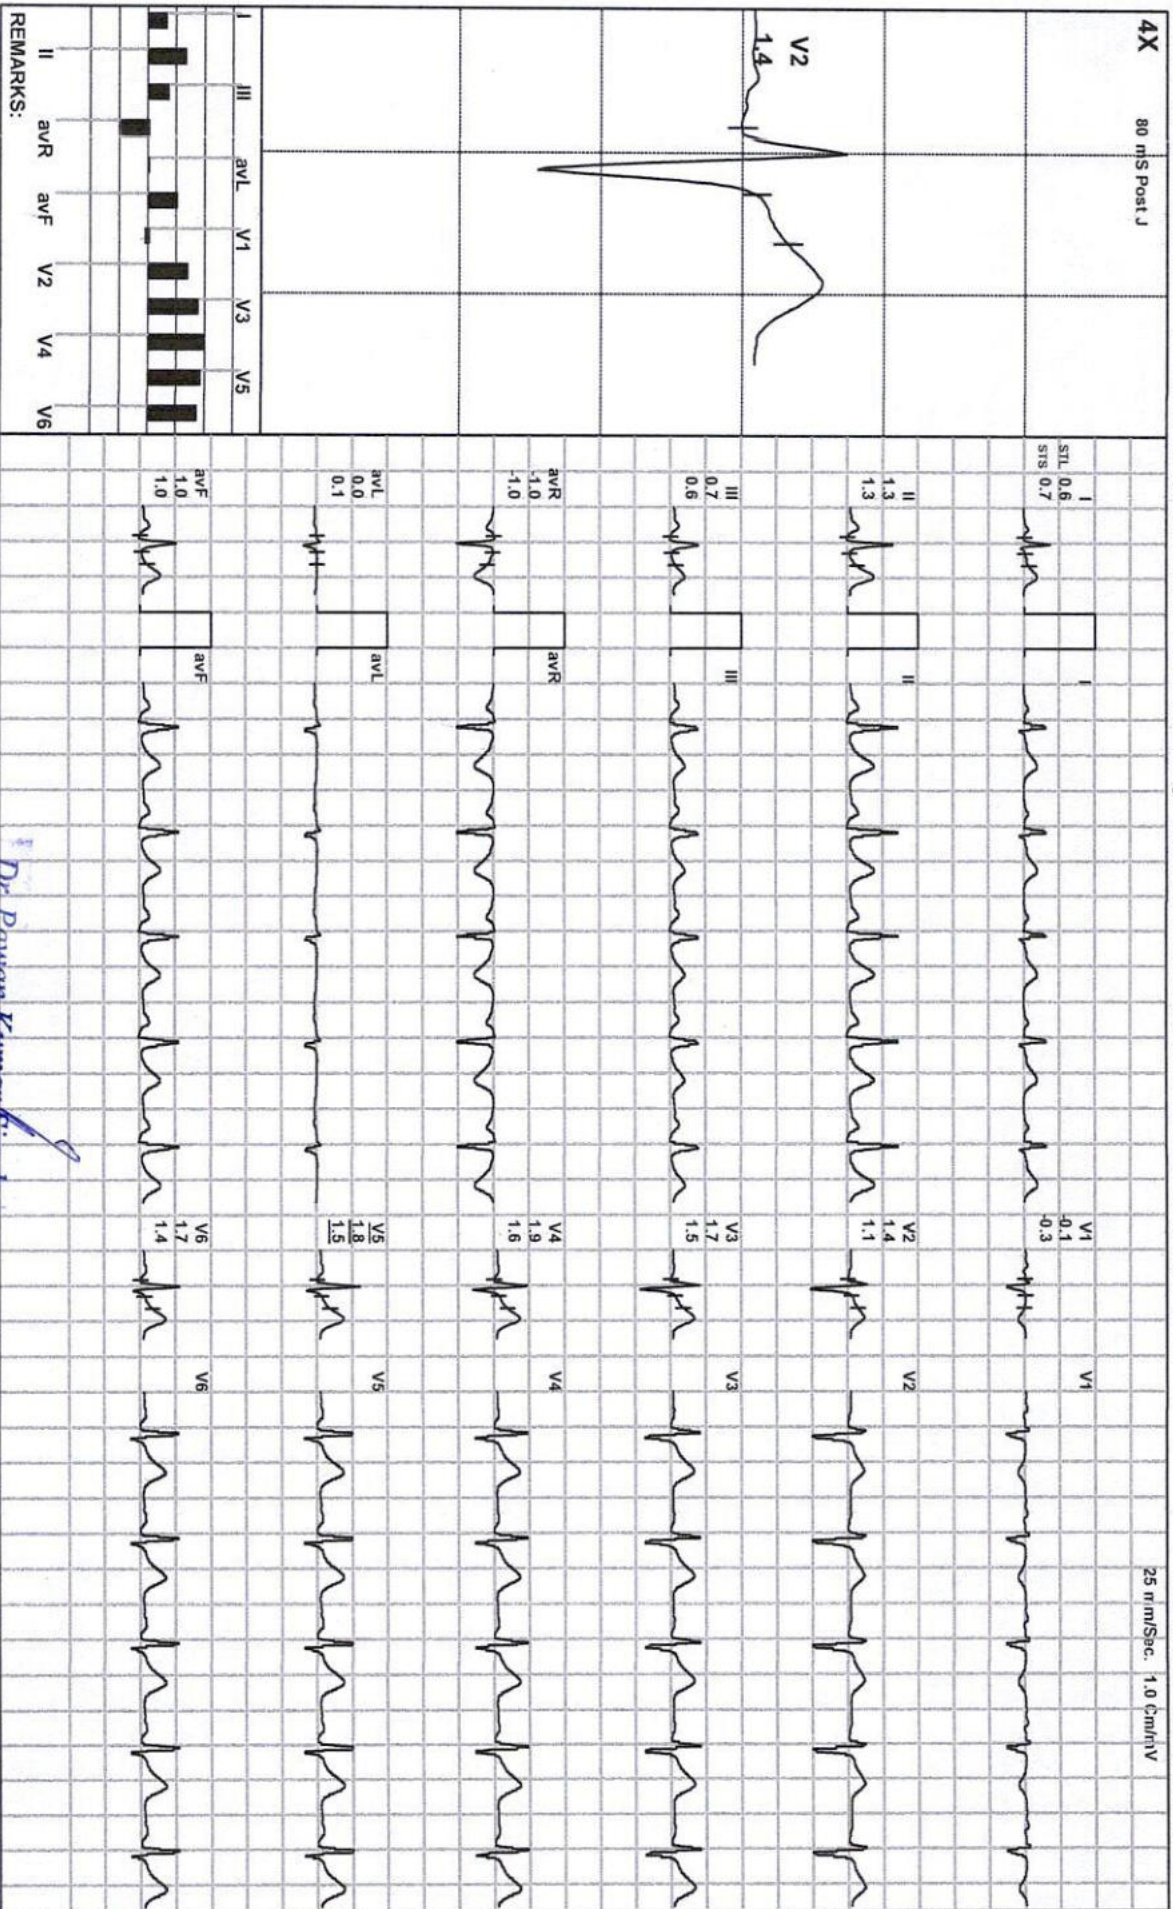 4X
80 mS Post J
25 mm/Sec. 1.0 Cm/mV
V2
1.4
I
STL 0.6
STS 0.7
I
V1
-0.1
-0.3
V1
II
1.3
1.3
II
V2
1.4
1.1
V2
III
0.7
0.6
III
V3
1.7
1.5
V3
avR
-1.0
-1.0
avR
V4
1.9
1.6
V4
avL
0.0
0.1
avL
V5
1.8
1.5
V5
avF
1.0
1.0
avF
V6
1.7
1.4
V6
I III avL V1 V3 V5
II avR avF V2 V4 V6
REMARKS:
Dr. Pawan Kumar